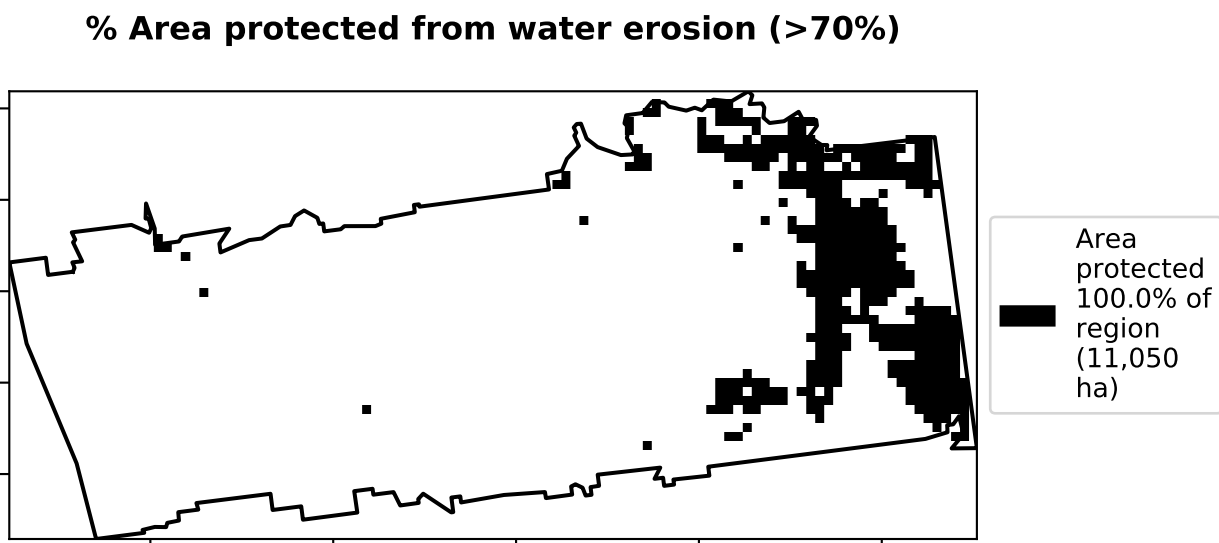 % Area protected from water erosion (>70%)
Area
protected
100.0% of
region
(11,050
ha)